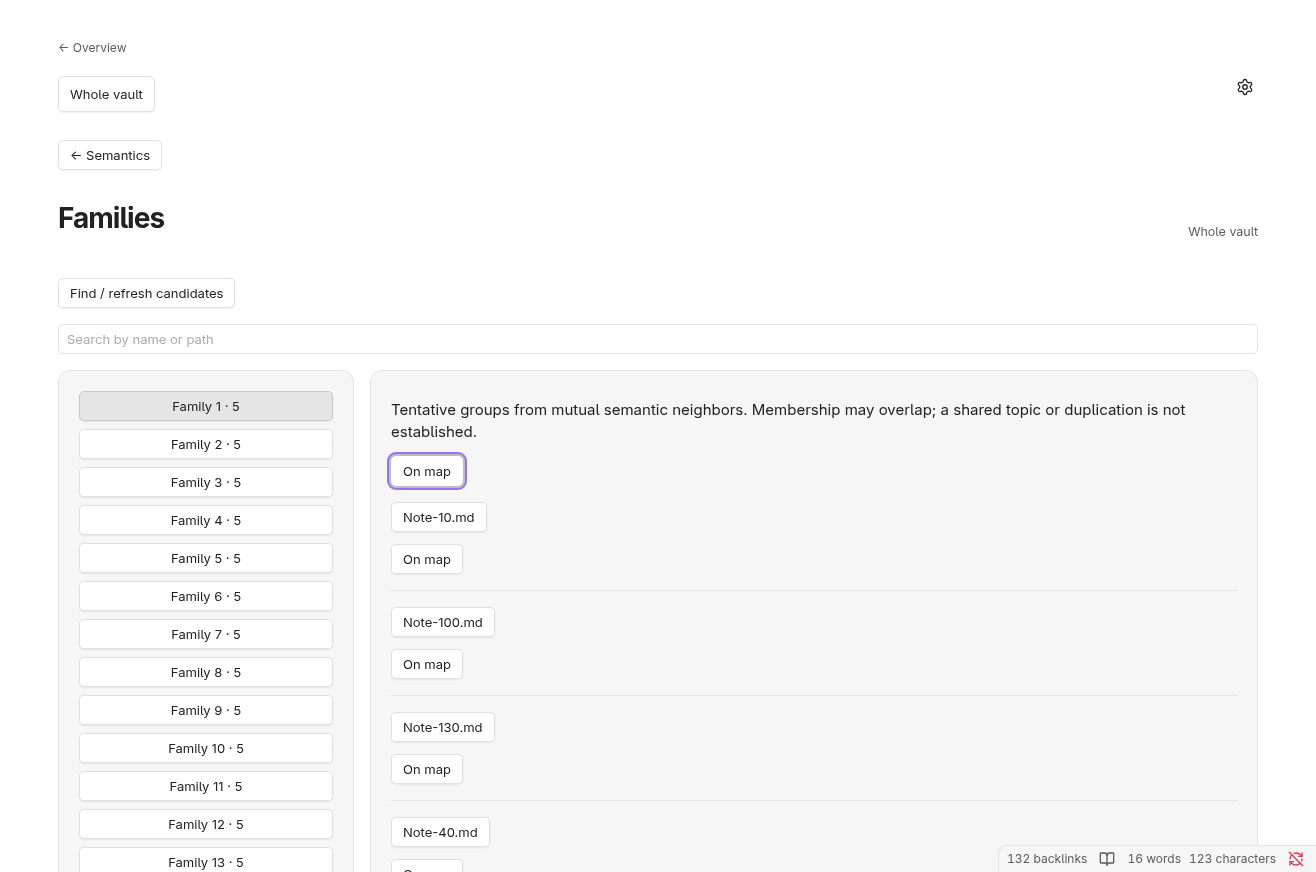 ← Overview
Whole vault
← Semantics
Families
Whole vault
Find / refresh candidates
Search by name or path
Family 1 · 5
Family 2 · 5
Family 3 · 5
Family 4 · 5
Family 5 · 5
Family 6 · 5
Family 7 · 5
Family 8 · 5
Family 9 · 5
Family 10 · 5
Family 11 · 5
Family 12 · 5
Family 13 · 5
Tentative groups from mutual semantic neighbors. Membership may overlap; a shared topic or duplication is not
established.
On map
Note-10.md
On map
Note-100.md
On map
Note-130.md
On map
Note-40.md
132 backlinks 16 words 123 characters